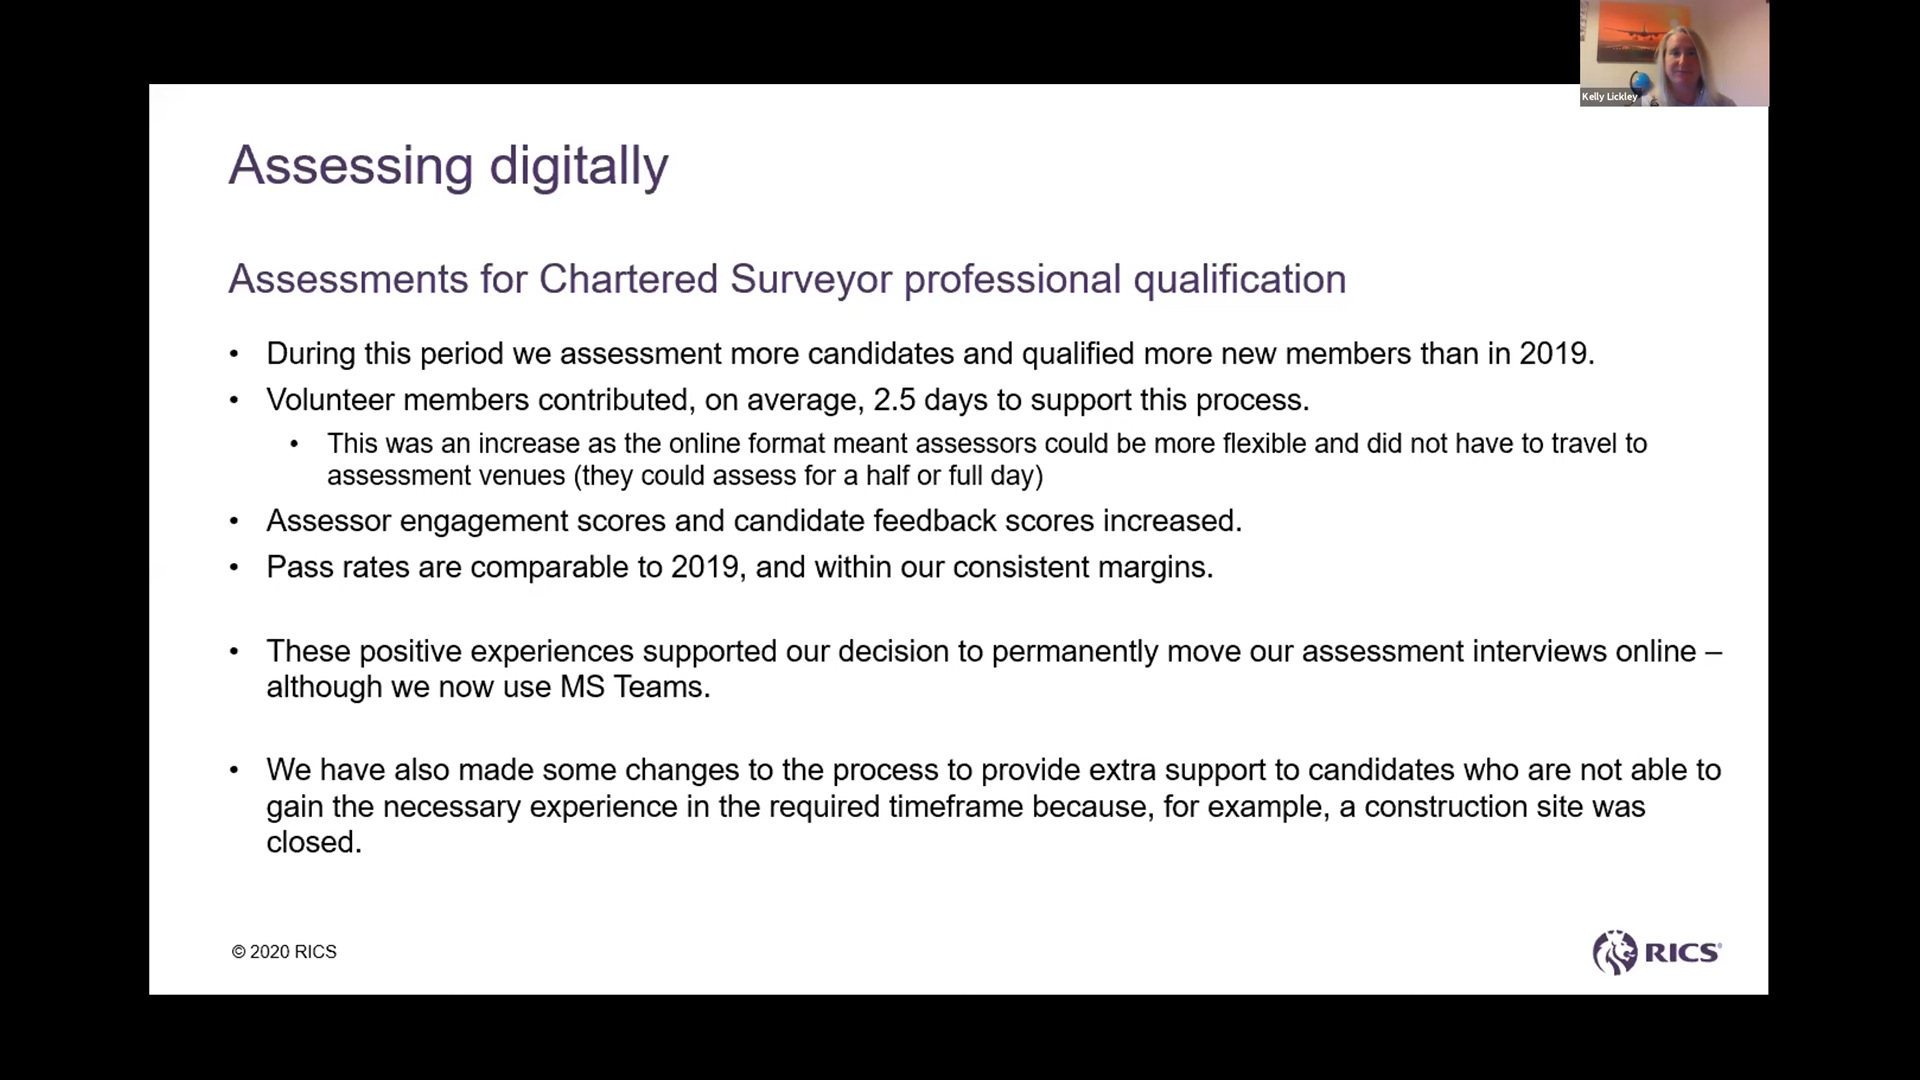 Kelly Lickley
Assessing digitally
Assessments for Chartered Surveyor professional qualification
• During this period we assessment more candidates and qualified more new members than in 2019.
• Volunteer members contributed, on average, 2.5 days to support this process.
• This was an increase as the online format meant assessors could be more flexible and did not have to travel to
assessment venues (they could assess for a half or full day)
• Assessor engagement scores and candidate feedback scores increased.
• Pass rates are comparable to 2019, and within our consistent margins.
• These positive experiences supported our decision to permanently move our assessment interviews online –
although we now use MS Teams.
• We have also made some changes to the process to provide extra support to candidates who are not able to
gain the necessary experience in the required timeframe because, for example, a construction site was
closed.
© 2020 RICS
RICS